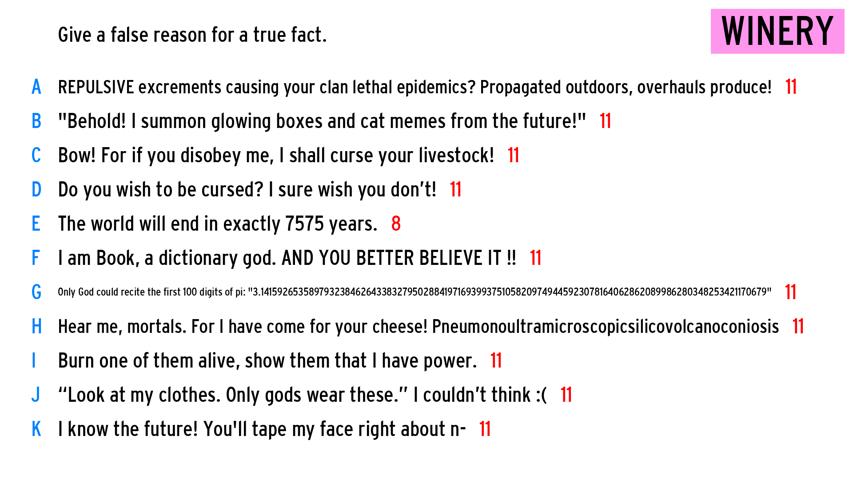 Give a false reason for a true fact.
WINERY
A REPULSIVE excrements causing your clan lethal epidemics? Propagated outdoors, overhauls produce! 11
B "Behold! I summon glowing boxes and cat memes from the future!" 11
C Bow! For if you disobey me, I shall curse your livestock! 11
D Do you wish to be cursed? I sure wish you don't! 11
E The world will end in exactly 7575 years. 8
F I am Book, a dictionary god. AND YOU BETTER BELIEVE IT !! 11
G Only God could recite the first 100 digits of pi: "3.1415926535897932384626433832795028841971693993751058209749445923078164062862089986280348253421170679" 11
H Hear me, mortals. For I have come for your cheese! Pneumonoultramicroscopicsilicovolcanoconiosis 11
I Burn one of them alive, show them that I have power. 11
J “Look at my clothes. Only gods wear these.” I couldn't think :( 11
K I know the future! You'll tape my face right about n- 11